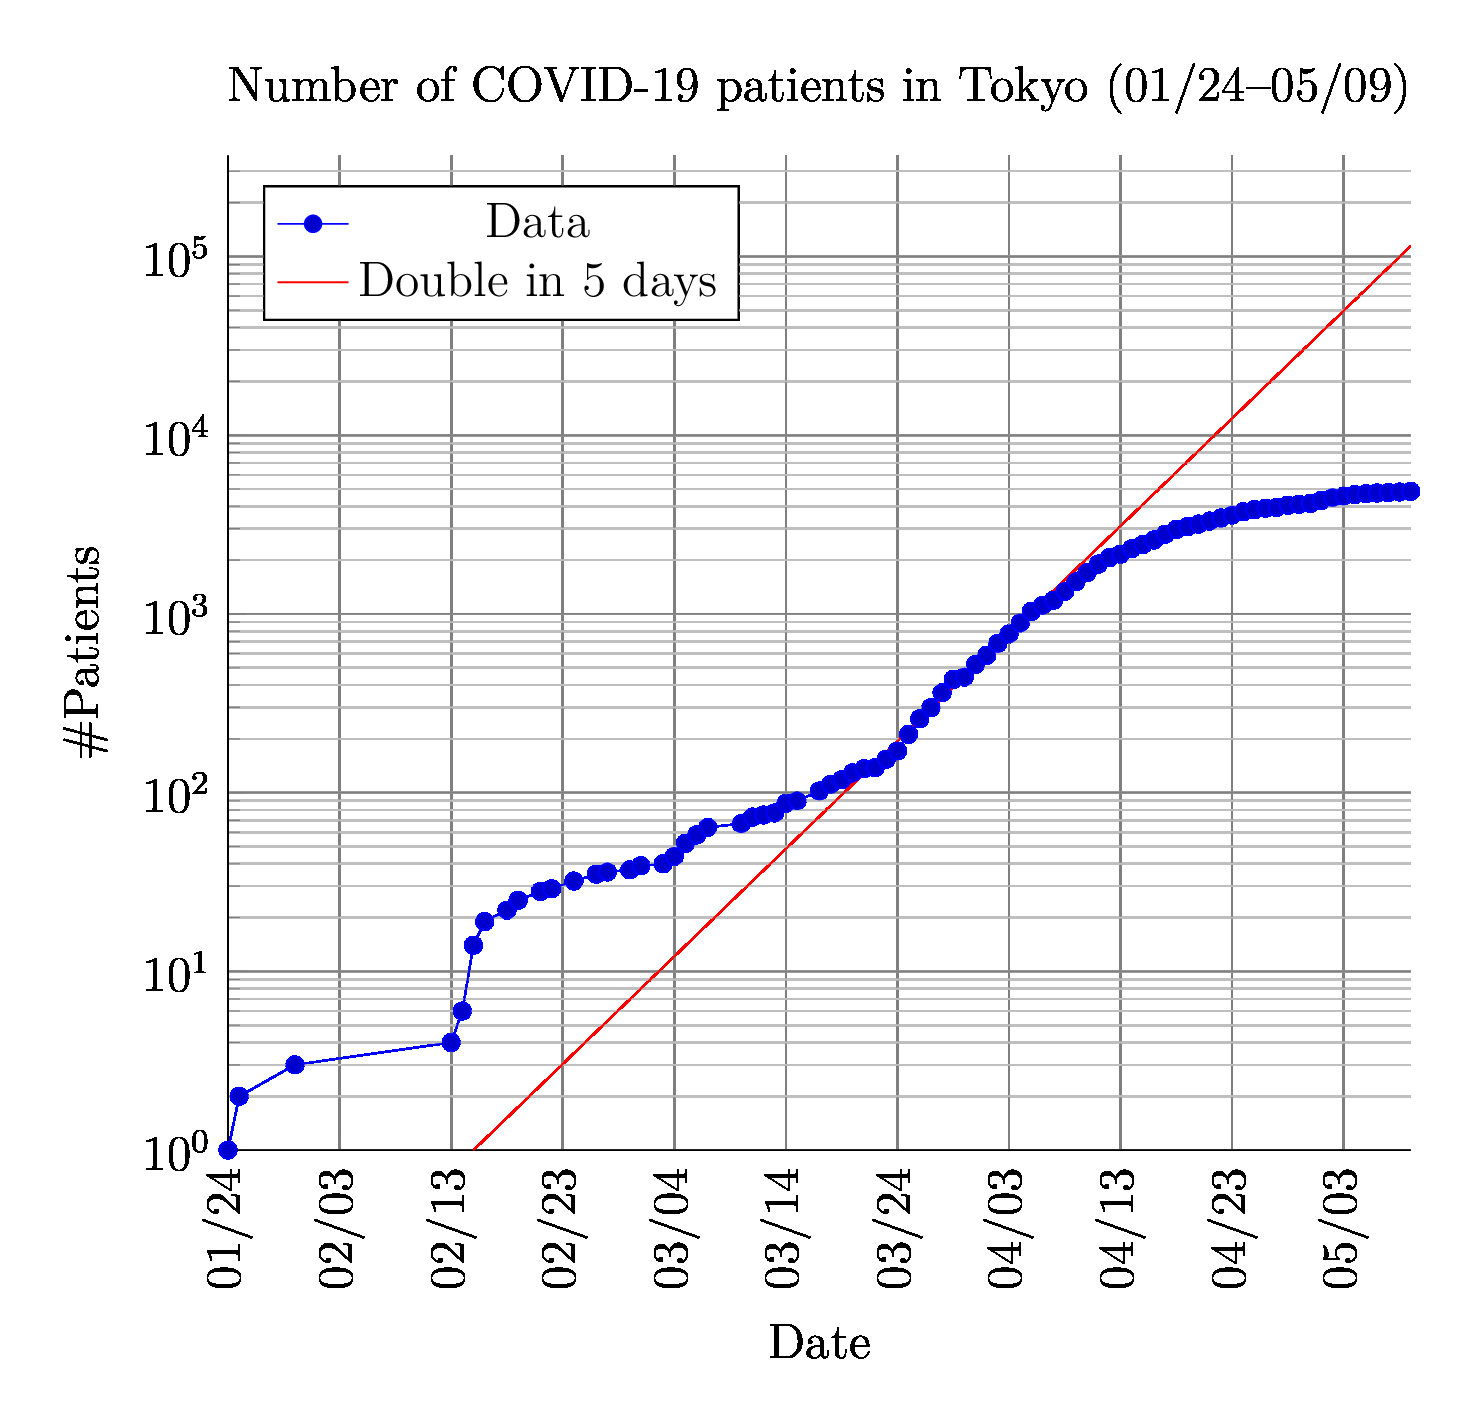 Number of COVID-19 patients in Tokyo (01/24–05/09)
Data
Double in 5 days
10^5
10^4
10^3
10^2
10^1
10^0
#Patients
01/24 02/03 02/13 02/23 03/04 03/14 03/24 04/03 04/13 04/23 05/03
Date